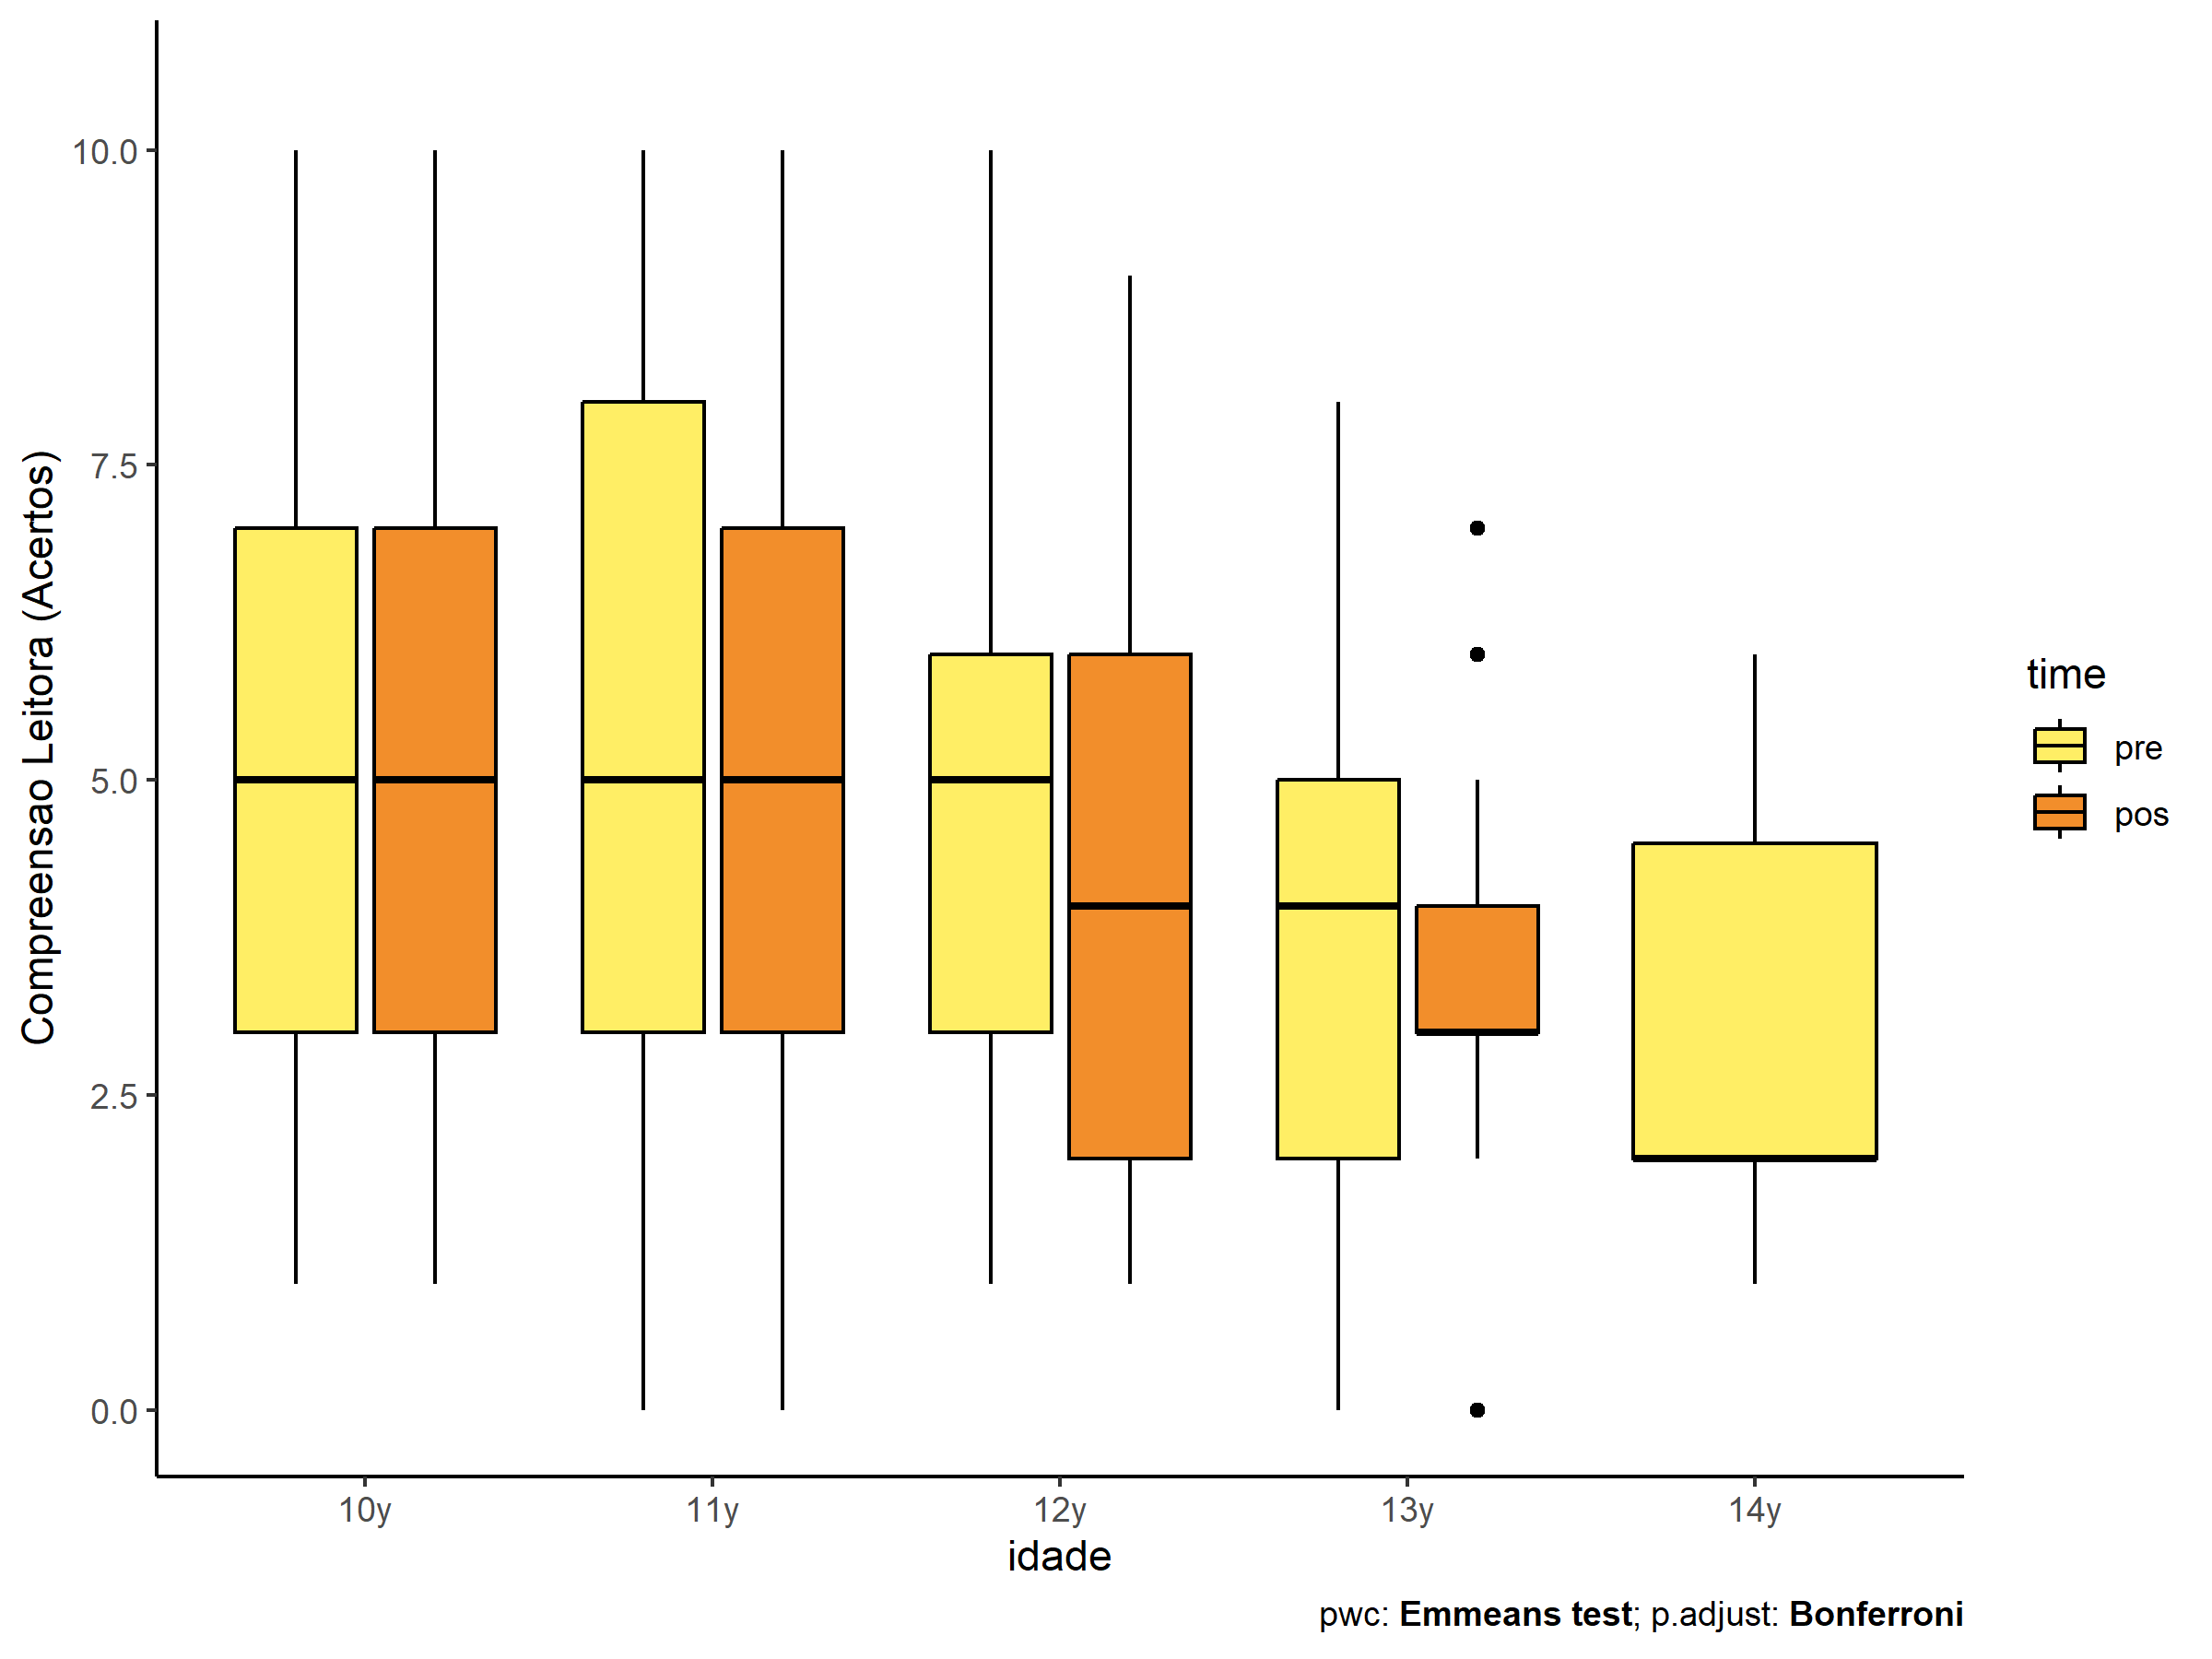 Compreensao Leitora (Acertos)
10.0
7.5
5.0
2.5
0.0
10y
11y
12y
13y
14y
idade
time
pre
pos
pwc: Emmeans test; p.adjust: Bonferroni